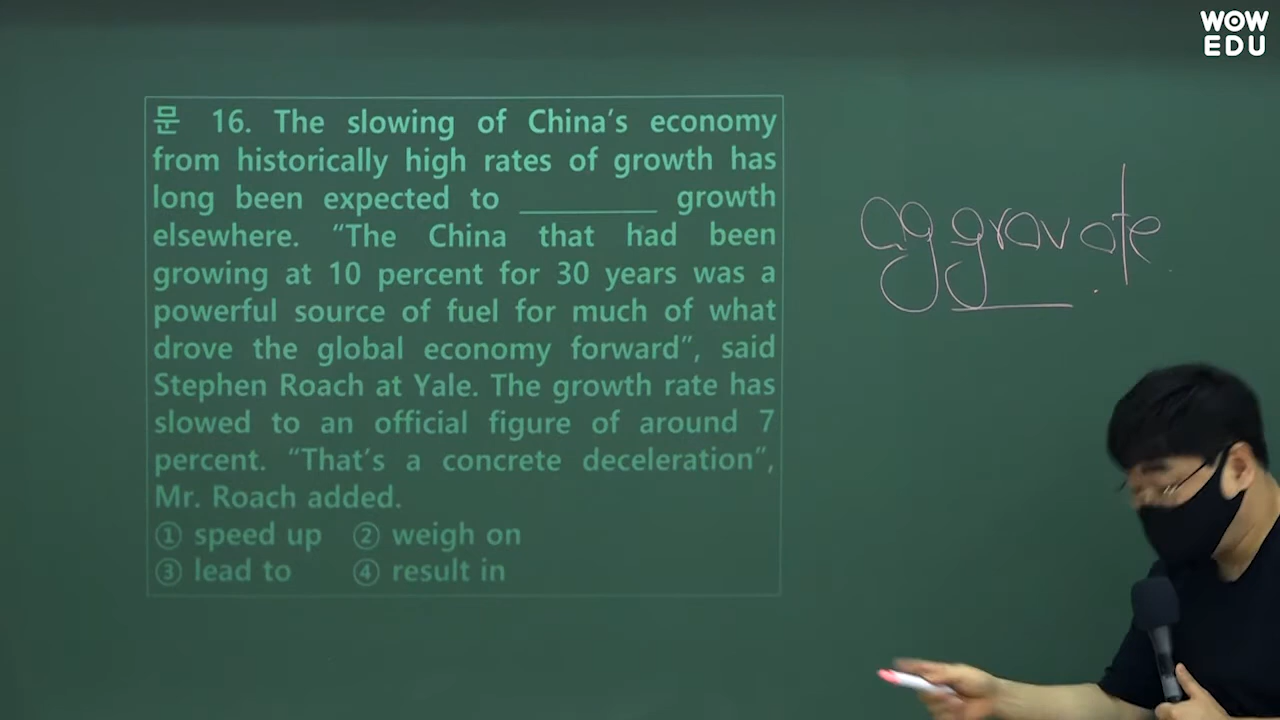 WOW
EDU
문 16. The slowing of China's economy
from historically high rates of growth has
long been expected to __________ growth
elsewhere. “The China that had been
growing at 10 percent for 30 years was a
powerful source of fuel for much of what
drove the global economy forward”, said
Stephen Roach at Yale. The growth rate has
slowed to an official figure of around 7
percent. “That's a concrete deceleration”,
Mr. Roach added.
① speed up ② weigh on
③ lead to ④ result in
aggravate